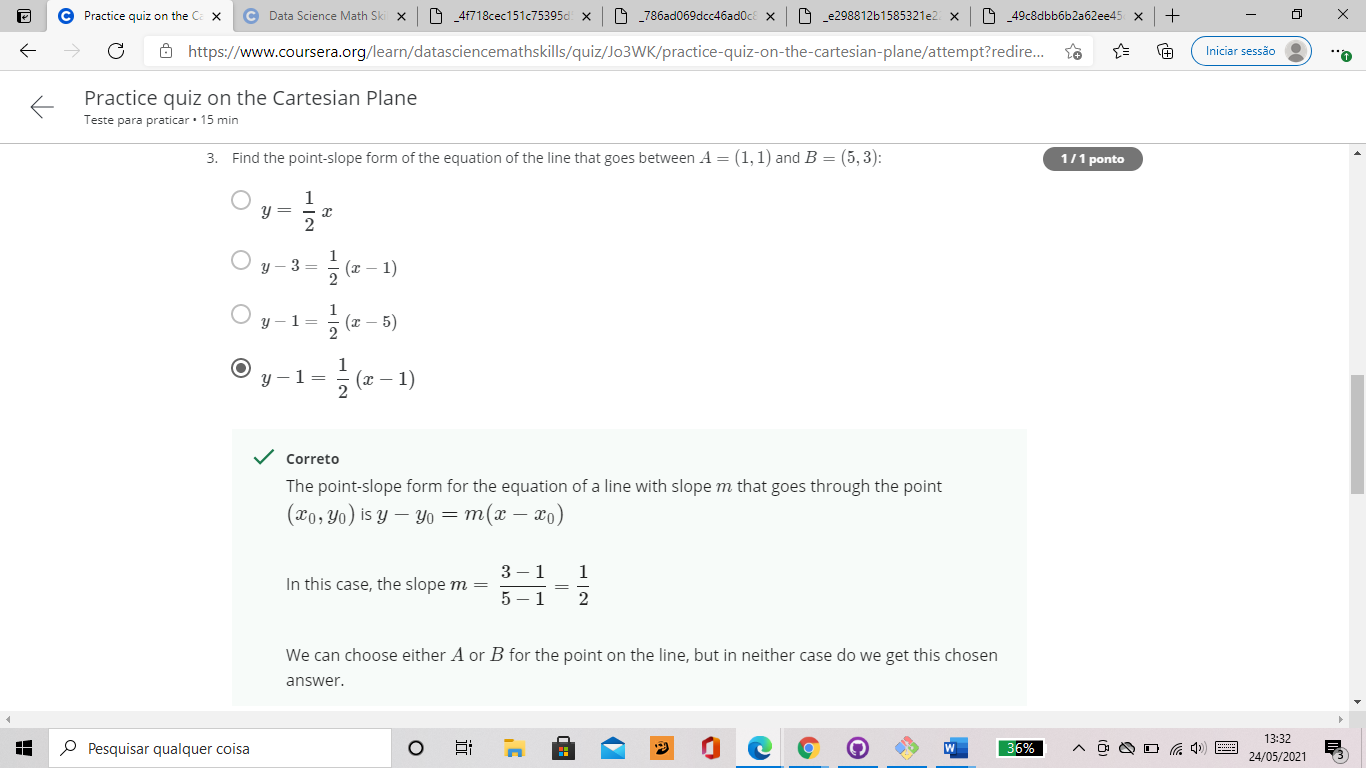 Practice quiz on the Ca
Data Science Math Ski
_4f718cec151c75395d
_786ad069dcc46ad0c8
_e298812b1585321e2
_49c8dbb6b2a62ee45
https://www.coursera.org/learn/datasciencemathskills/quiz/Jo3WK/practice-quiz-on-the-cartesian-plane/attempt?redire...
Iniciar sessão
Practice quiz on the Cartesian Plane
Teste para praticar • 15 min
3. Find the point-slope form of the equation of the line that goes between A = (1, 1) and B = (5, 3):
1 / 1 ponto
y = 1/2 x
y − 3 = 1/2 (x − 1)
y − 1 = 1/2 (x − 5)
y − 1 = 1/2 (x − 1)
Correto
The point-slope form for the equation of a line with slope m that goes through the point
(x₀, y₀) is y − y₀ = m(x − x₀)
In this case, the slope m = 3 − 1 / 5 − 1 = 1/2
We can choose either A or B for the point on the line, but in neither case do we get this chosen
answer.
Pesquisar qualquer coisa
36%
13:32
24/05/2021
3